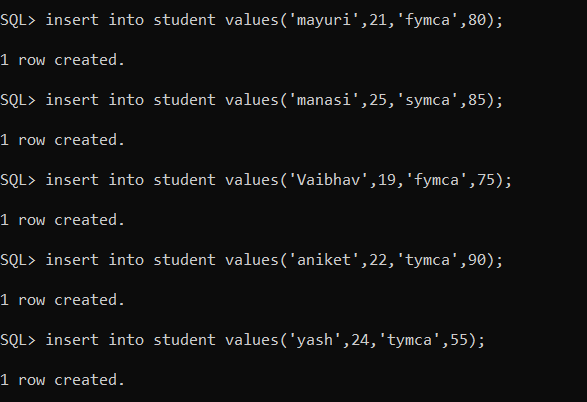 SQL> insert into student values('mayuri',21,'fymca',80);
1 row created.
SQL> insert into student values('manasi',25,'symca',85);
1 row created.
SQL> insert into student values('Vaibhav',19,'fymca',75);
1 row created.
SQL> insert into student values('aniket',22,'tymca',90);
1 row created.
SQL> insert into student values('yash',24,'tymca',55);
1 row created.